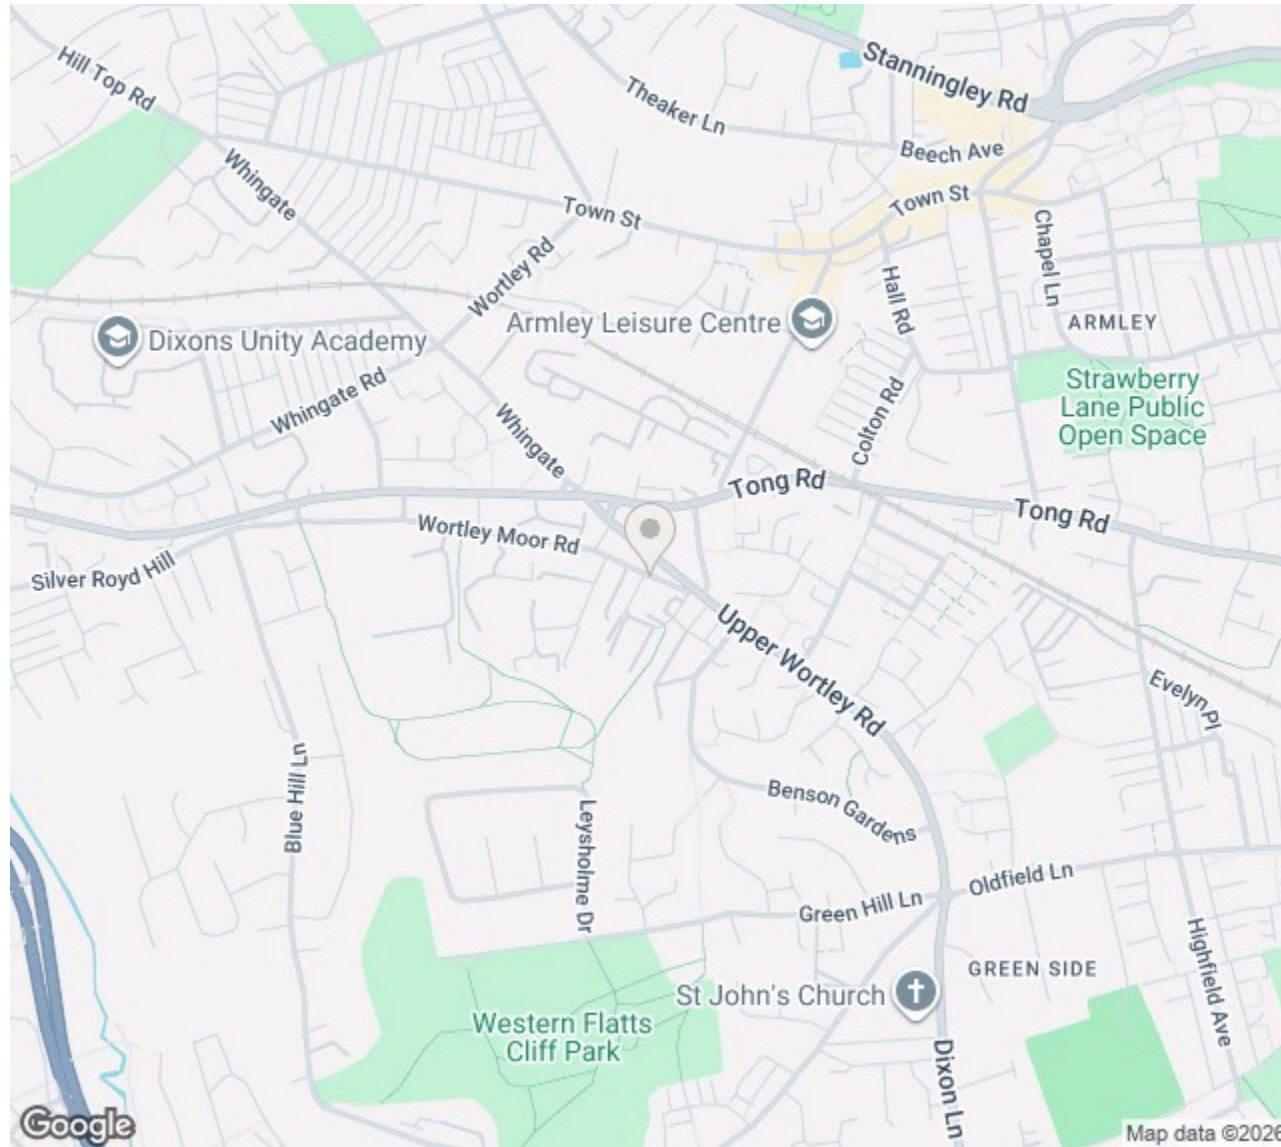 Stanningley Rd
Hill Top Rd
Theaker Ln
Beech Ave
Whingate
Town St
Town St
Chapel Ln
Wortley Rd
Hall Rd
Armley Leisure Centre
ARMLEY
Dixons Unity Academy
Whingate Rd
Strawberry
Lane Public
Open Space
Colton Rd
Whingate
Tong Rd
Tong Rd
Wortley Moor Rd
Silver Royd Hill
Upper Wortley Rd
Evelyn Pl
Blue Hill Ln
Leysholme Dr
Benson Gardens
Oldfield Ln
Green Hill Ln
Highfield Ave
GREEN SIDE
St John's Church
Western Flatts
Cliff Park
Dixon Ln
Google
Map data ©2026